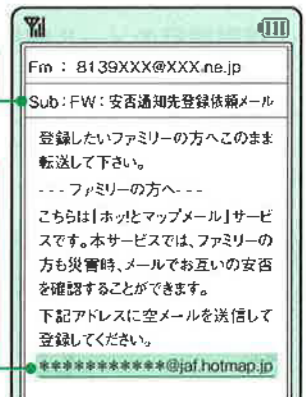 Fm : 8139XXX@XXX.ne.jp
Sub:FW:安否通知先登録依頼メール
登録したいファミリーの方へこのまま
転送して下さい。
- - - ファミリーの方へ- - -
こちらは「ホッ!とマップメール」サービ
スです。本サービスでは、ファミリーの
方も災害時、メールでお互いの安否
を確認することができます。
下記アドレスに空メールを送信して
登録してください。
***********@jaf.hotmap.jp